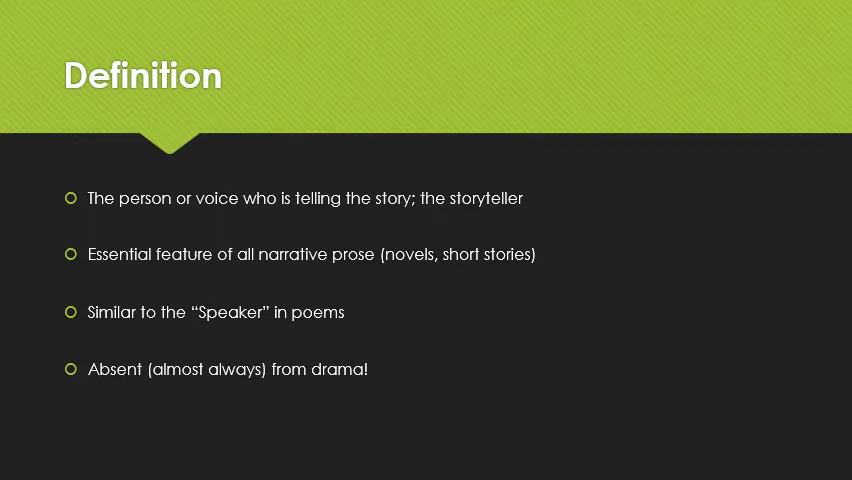 Definition
The person or voice who is telling the story; the storyteller
Essential feature of all narrative prose (novels, short stories)
Similar to the “Speaker” in poems
Absent (almost always) from drama!